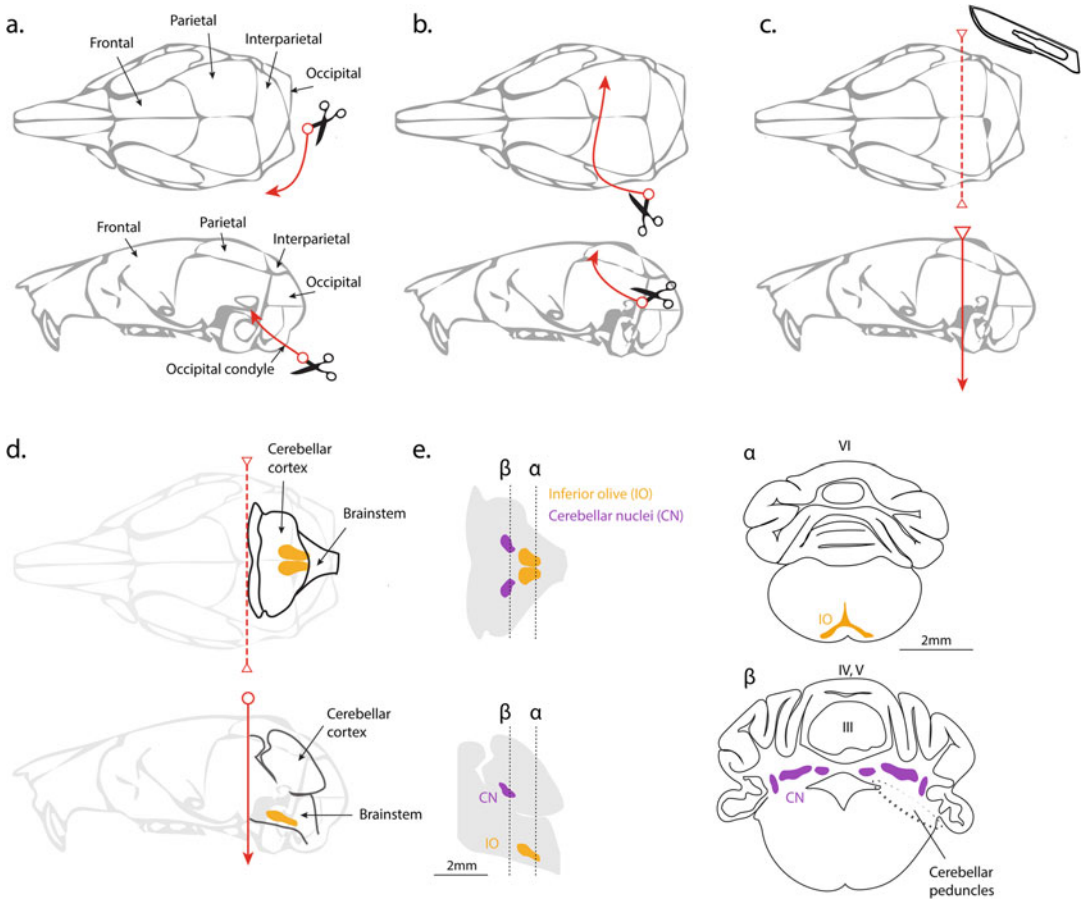 a.
Frontal
Parietal
Interparietal
Occipital
Frontal
Parietal
Interparietal
Occipital
Occipital condyle
b.
c.
d.
Cerebellar
cortex
Brainstem
Cerebellar
cortex
Brainstem
e.
β α
Inferior olive (IO)
Cerebellar nuclei (CN)
β α
CN
IO
2mm
α
VI
IO
2mm
β
IV, V
III
CN
Cerebellar
peduncles